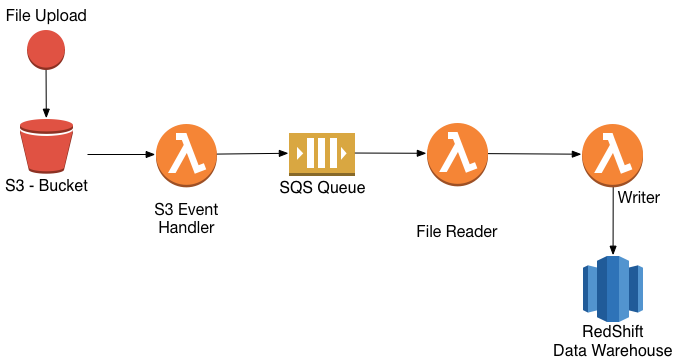 File Upload
S3 - Bucket
S3 Event
Handler
SQS Queue
File Reader
Writer
RedShift
Data Warehouse